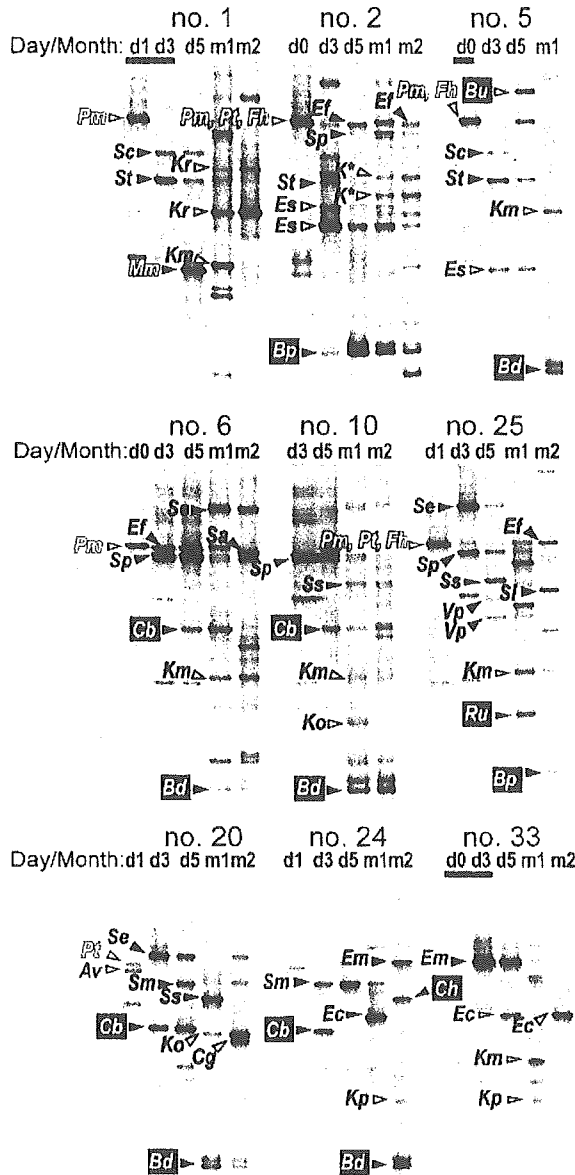 no. 1 no. 2 no. 5
Day/Month: d1 d3 d5 m1 m2 d0 d3 d5 m1 m2 d0 d3 d5 m1
Pm Pm, Pt, Fh Ef Ef Pm, Fh Bu
Sp
Sc Kr Sc
St St K* St
Kr Es K* Km
Es
Mm Km Es
Bp Bd
no. 6 no. 10 no. 25
Day/Month: d0 d3 d5 m1 m2 d3 d5 m1 m2 d1 d3 d5 m1 m2
Se
Pm Ef Sa Pm, Pt, Fh Ef
Sp Sp Sp
Ss Ss Sl
Vp
Cb Cb Vp
Km Km Km
Ko Ru
Bd Bd Bp
no. 20 no. 24 no. 33
Day/Month: d1 d3 d5 m1 m2 d1 d3 d5 m1 m2 d0 d3 d5 m1 m2
Se
Pt Em Em
Av Sm Sm
Ss Ch
Cb Ko Cb Ec Ec Ec
Cg
Km
Kp Kp
Bd Bd